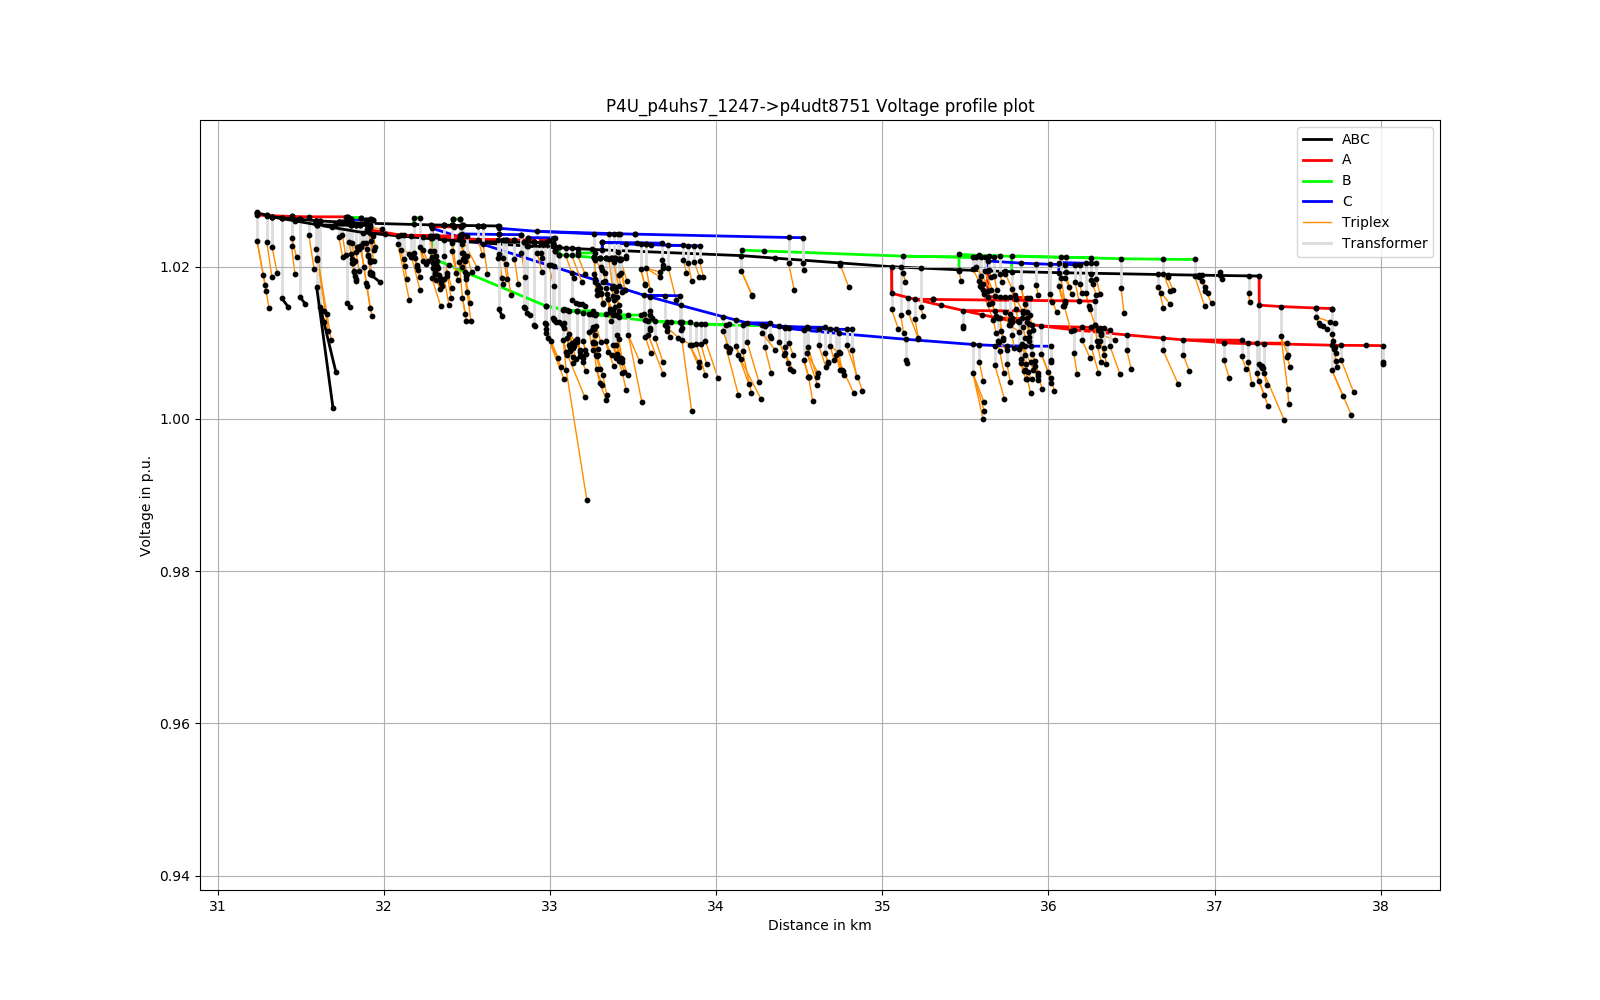 P4U_p4uhs7_1247->p4udt8751 Voltage profile plot
ABC
A
B
C
Triplex
Transformer
Voltage in p.u.
1.02
1.00
0.98
0.96
0.94
31 32 33 34 35 36 37 38
Distance in km